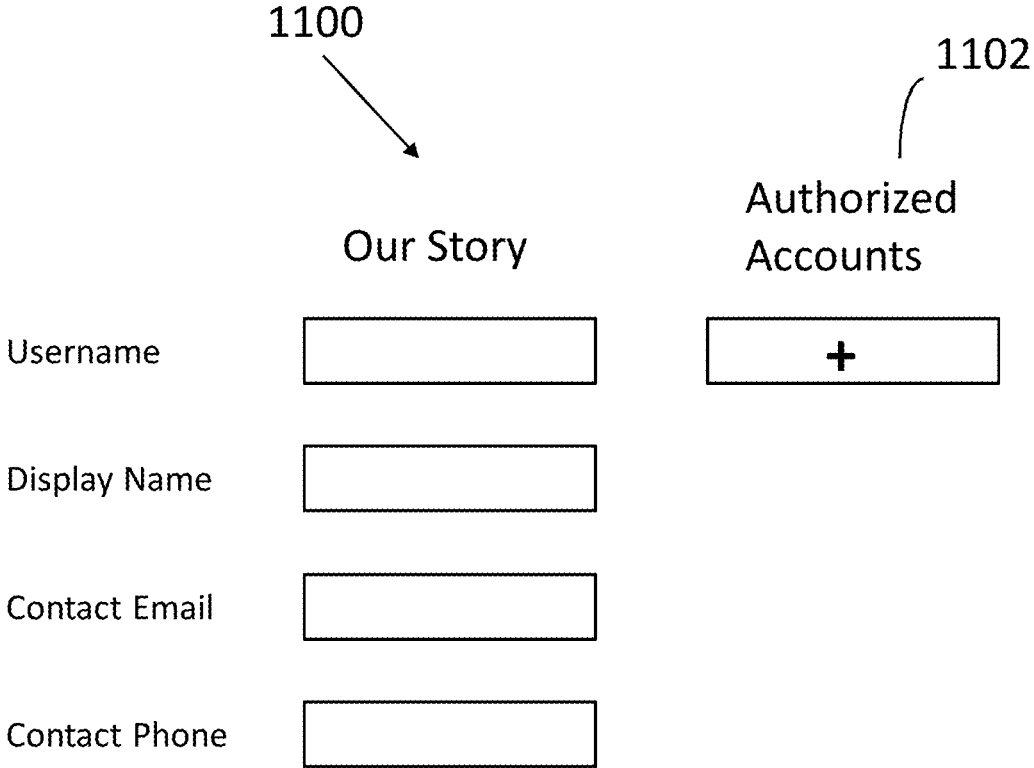 1100
1102
Authorized
Accounts
Our Story
Username
+
Display Name
Contact Email
Contact Phone